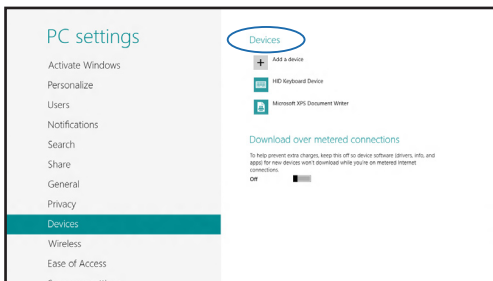 PC settings
Activate Windows
Personalize
Users
Notifications
Search
Share
General
Privacy
Devices
Wireless
Ease of Access
Devices
Add a device
HID Keyboard Device
Microsoft XPS Document Writer
Download over metered connections
To help prevent extra charges, keep this off so device software (drivers, info, and
apps) for new devices won't download while you're on metered Internet
connections.
Off